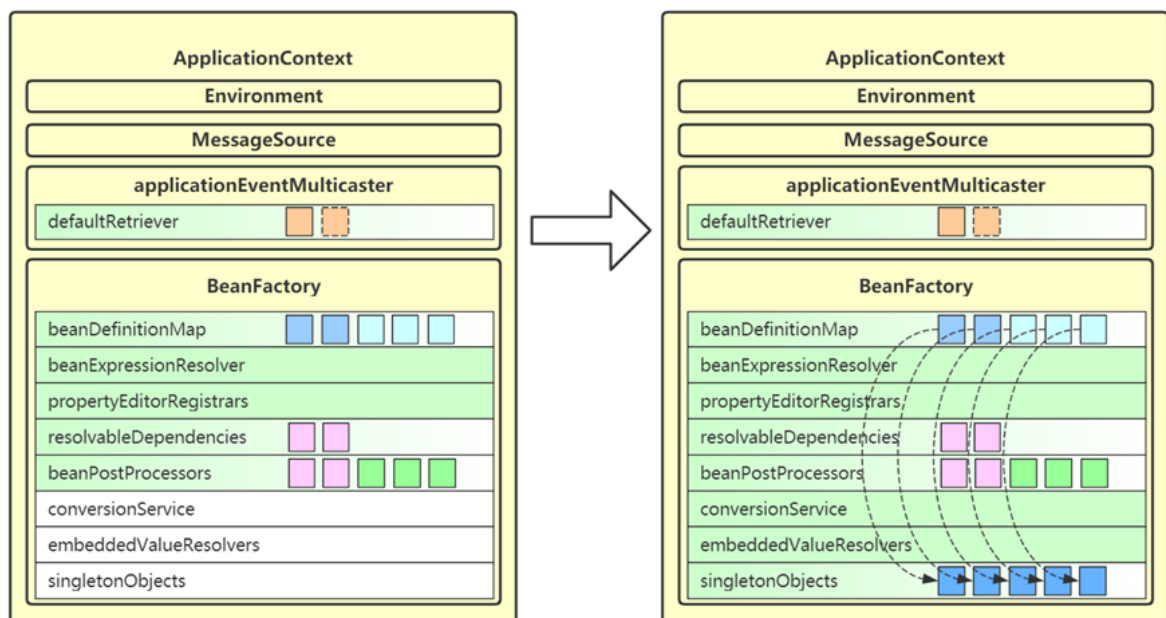 ApplicationContext
Environment
MessageSource
applicationEventMulticaster
defaultRetriever
BeanFactory
beanDefinitionMap
beanExpressionResolver
propertyEditorRegistrars
resolvableDependencies
beanPostProcessors
conversionService
embeddedValueResolvers
singletonObjects
ApplicationContext
Environment
MessageSource
applicationEventMulticaster
defaultRetriever
BeanFactory
beanDefinitionMap
beanExpressionResolver
propertyEditorRegistrars
resolvableDependencies
beanPostProcessors
conversionService
embeddedValueResolvers
singletonObjects